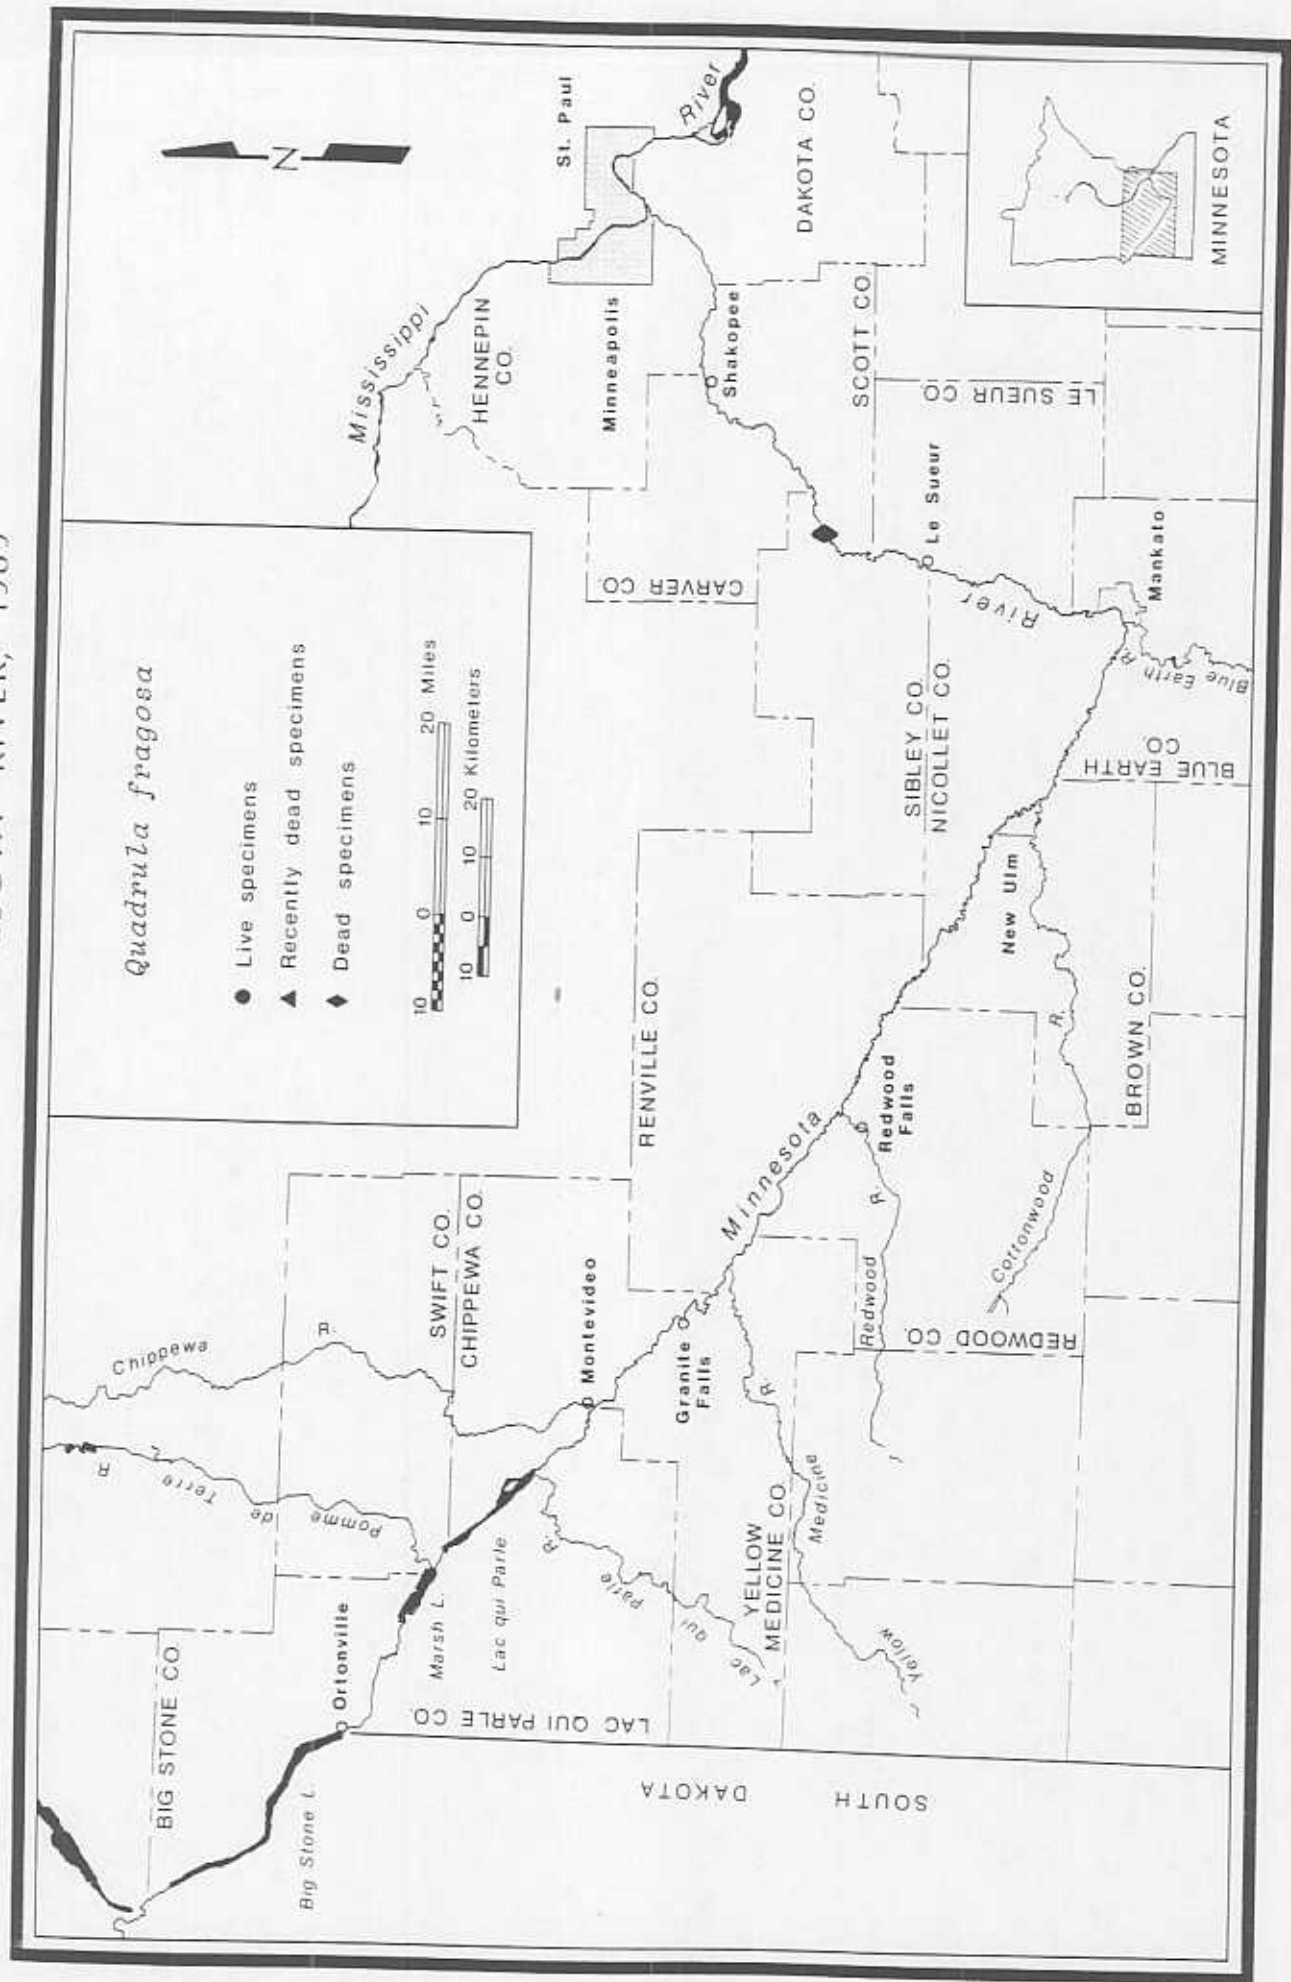 RIVER, 1989
Quadrula fragosa
● Live specimens
▲ Recently dead specimens
◆ Dead specimens
10 0 10 20 Miles
10 0 10 20 Kilometers
N
St. Paul
River
Mississippi
HENNEPIN
CO.
Minneapolis
DAKOTA CO.
Shakopee
SCOTT CO.
LE SUEUR CO.
CARVER CO.
Le Sueur
River
Mankato
MINNESOTA
SIBLEY CO.
NICOLLET CO.
Blue Earth
R.
BLUE EARTH
CO
New Ulm
RENVILLE CO.
Minnesota
Redwood
Falls
BROWN CO.
Cottonwood
R.
Redwood
R.
REDWOOD CO.
Chippewa
R.
SWIFT CO.
CHIPPEWA CO.
Montevideo
Granite
Falls
Pomme
de
Terre
R
BIG STONE CO.
Ortonville
Big Stone L
Marsh L.
Lac qui Parle
Lac
qui
Parle
R.
LAC QUI PARLE CO.
YELLOW
MEDICINE CO.
Yellow
Medicine
R.
SOUTH
DAKOTA